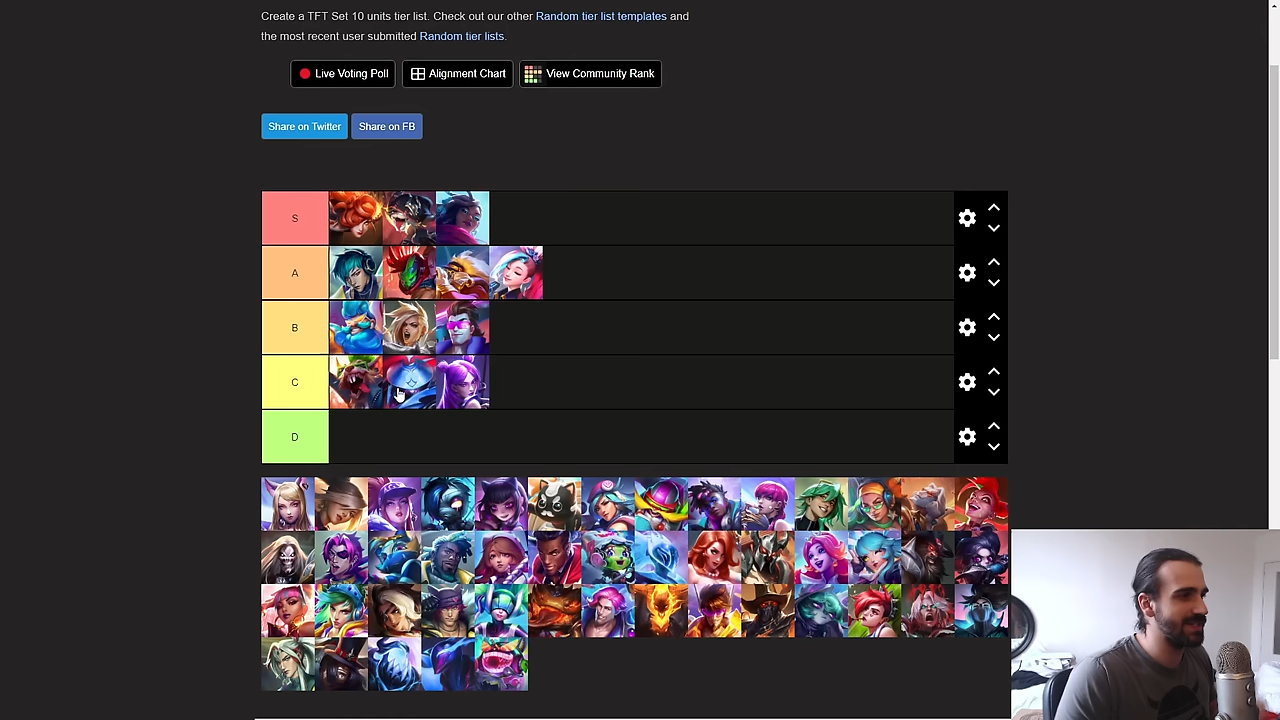 Create a TFT Set 10 units tier list. Check out our other Random tier list templates and
the most recent user submitted Random tier lists.
Live Voting Poll
Alignment Chart
View Community Rank
Share on Twitter
Share on FB
S
A
B
C
D